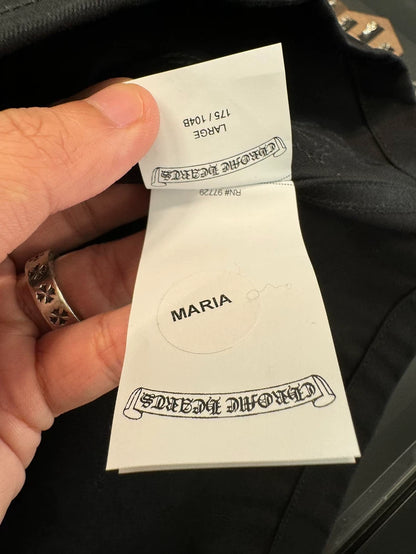 CHROME HEARTS
MARIA
RN# 97729
CHROME HEARTS
LARGE
175 / 104B